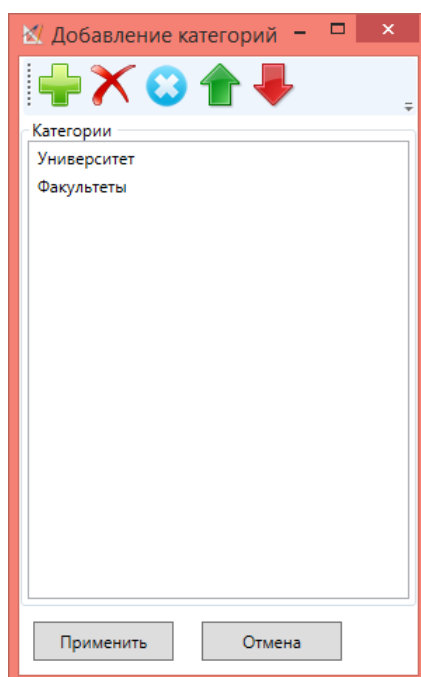 Добавление категорий
Категории
Университет
Факультеты
Применить
Отмена